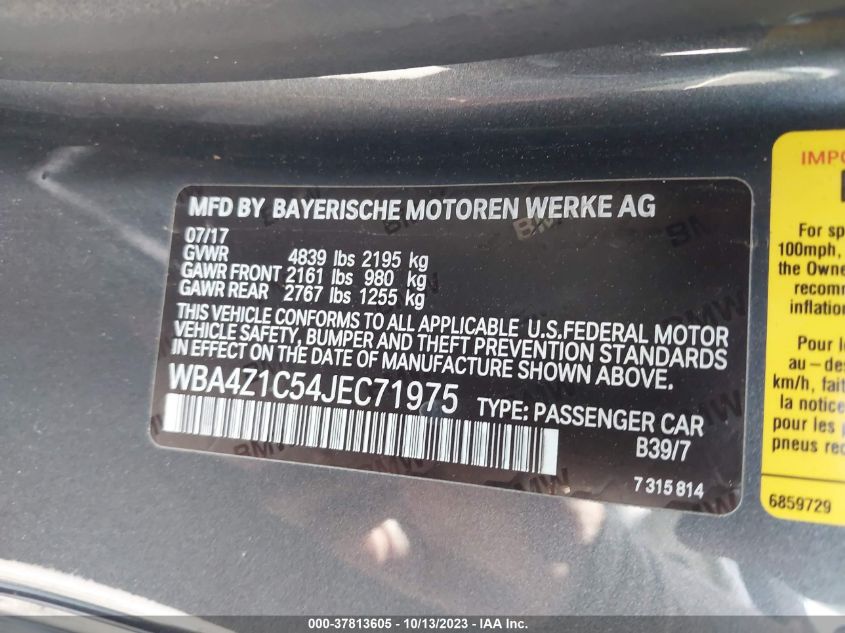 MFD BY BAYERISCHE MOTOREN WERKE AG
07/17
GVWR 4839 lbs 2195 kg
GAWR FRONT 2161 lbs 980 kg
GAWR REAR 2767 lbs 1255 kg
THIS VEHICLE CONFORMS TO ALL APPLICABLE U.S.FEDERAL MOTOR
VEHICLE SAFETY, BUMPER AND THEFT PREVENTION STANDARDS
IN EFFECT ON THE DATE OF MANUFACTURE SHOWN ABOVE.
WBA4Z1C54JEC71975 TYPE: PASSENGER CAR
B39/7
7 315 814
For sp
100mph,
the Owne
recomm
inflation
Pour le
au-des
km/h, fait
la notice
pour les p
pneus rec
6859729
000-37813605 - 10/13/2023 - IAA Inc.